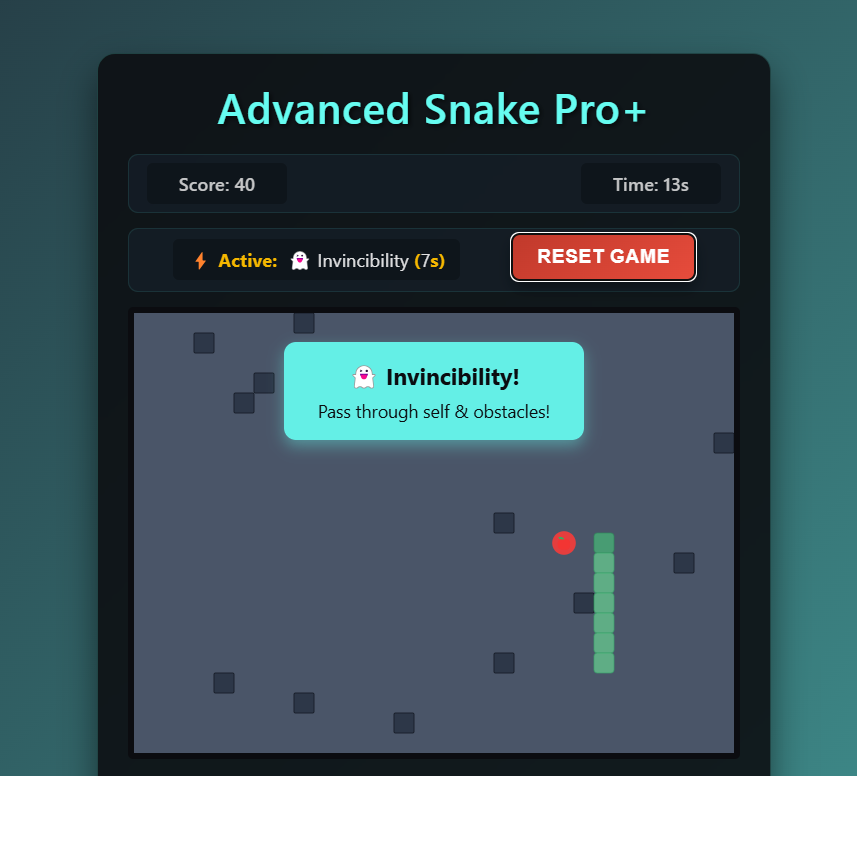 Advanced Snake Pro+
Score: 40
Time: 13s
⚡ Active: 👻 Invincibility (7s)
RESET GAME
👻 Invincibility!
Pass through self & obstacles!